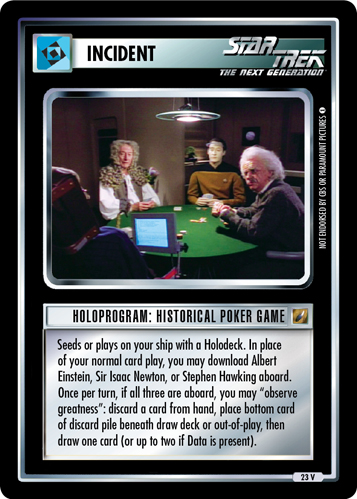 INCIDENT
STAR TREK
THE NEXT GENERATION
NOT ENDORSED BY CBS OR PARAMOUNT PICTURES
HOLOPROGRAM: HISTORICAL POKER GAME
Seeds or plays on your ship with a Holodeck. In place
of your normal card play, you may download Albert
Einstein, Sir Isaac Newton, or Stephen Hawking aboard.
Once per turn, if all three are aboard, you may “observe
greatness”: discard a card from hand, place bottom card
of discard pile beneath draw deck or out-of-play, then
draw one card (or up to two if Data is present).
23 V